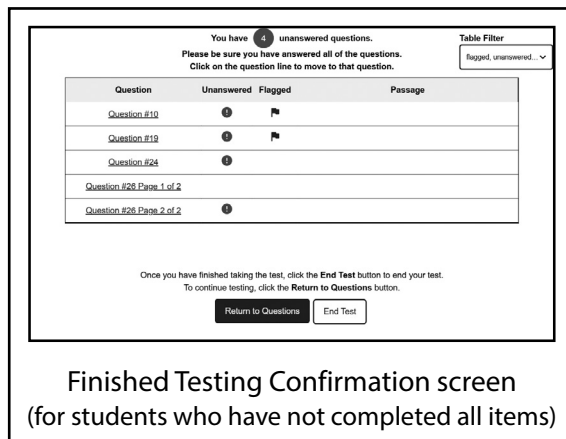 You have 4 unanswered questions.
Table Filter
Please be sure you have answered all of the questions.
Click on the question line to move to that question.
flagged, unanswered...
Question Unanswered Flagged Passage
Question #10
Question #19
Question #24
Question #26 Page 1 of 2
Question #26 Page 2 of 2
Once you have finished taking the test, click the End Test button to end your test.
To continue testing, click the Return to Questions button.
Return to Questions End Test
Finished Testing Confirmation screen
(for students who have not completed all items)